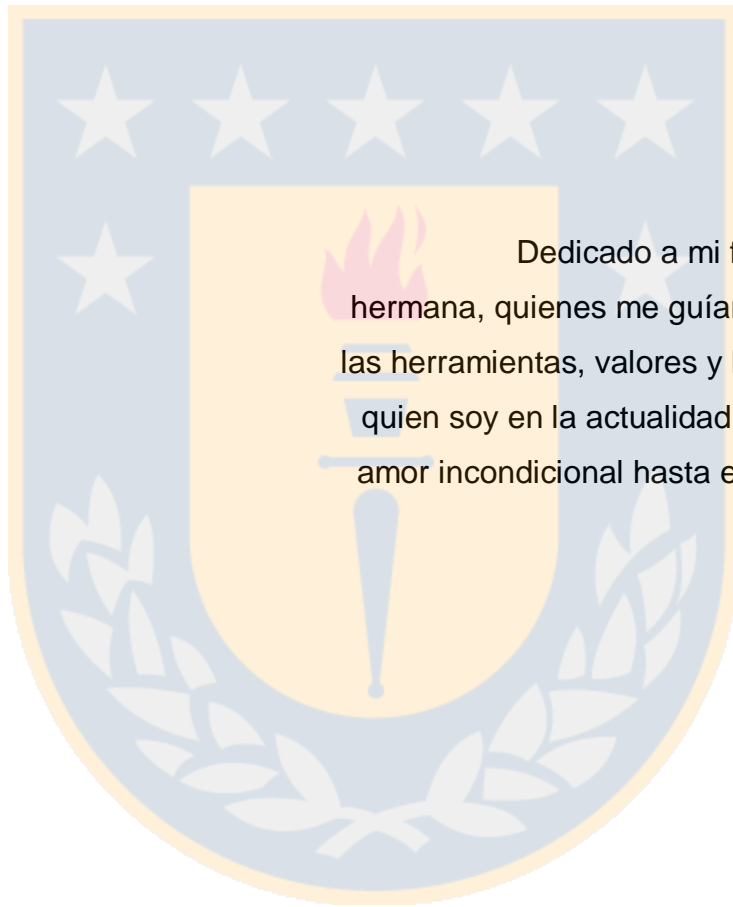 Dedicado a mi
hermana, quienes me
las herramientas, valores y
quien soy en la actualidad
amor incondicional hasta